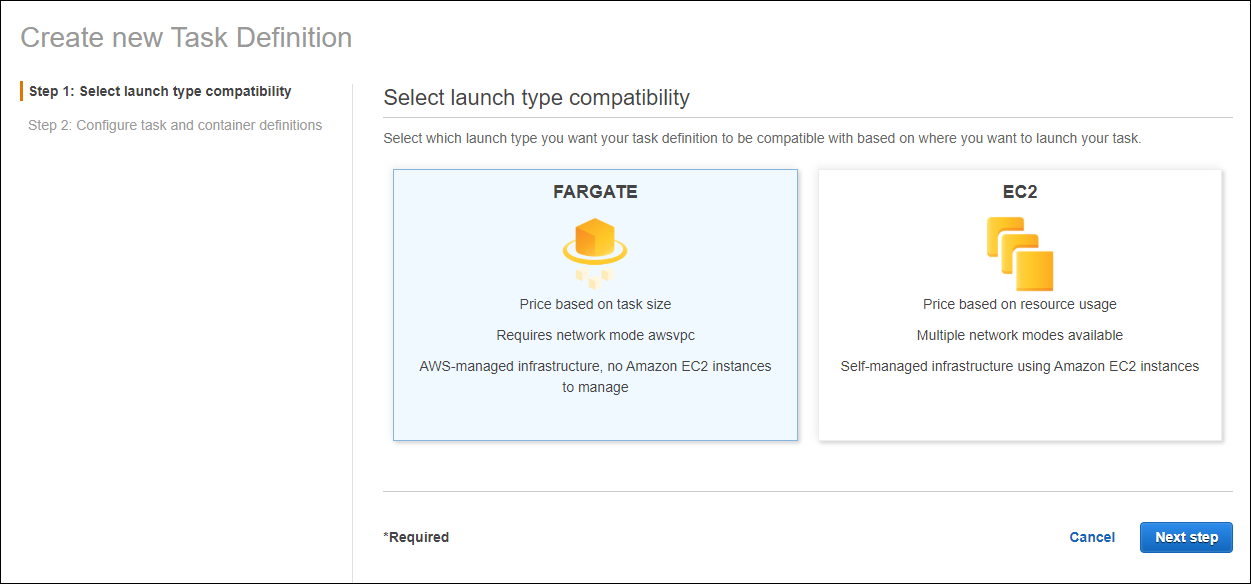 Create new Task Definition
Step 1: Select launch type compatibility
Step 2: Configure task and container definitions
Select launch type compatibility
Select which launch type you want your task definition to be compatible with based on where you want to launch your task.
FARGATE
Price based on task size
Requires network mode awsvpc
AWS-managed infrastructure, no Amazon EC2 instances
to manage
EC2
Price based on resource usage
Multiple network modes available
Self-managed infrastructure using Amazon EC2 instances
*Required
Cancel
Next step